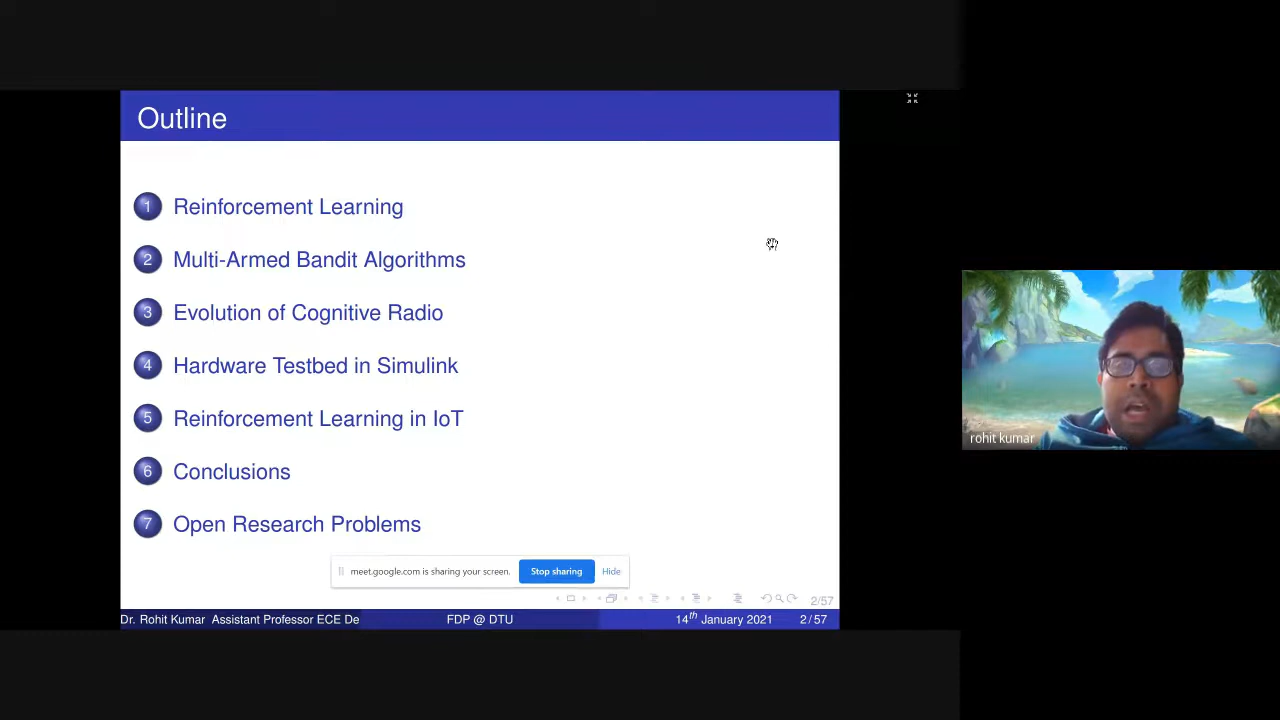 Outline
1 Reinforcement Learning
2 Multi-Armed Bandit Algorithms
3 Evolution of Cognitive Radio
4 Hardware Testbed in Simulink
5 Reinforcement Learning in IoT
6 Conclusions
7 Open Research Problems
meet.google.com is sharing your screen. Stop sharing Hide
2/57
Dr. Rohit Kumar Assistant Professor ECE De FDP @ DTU 14th January 2021 2 / 57
rohit kumar